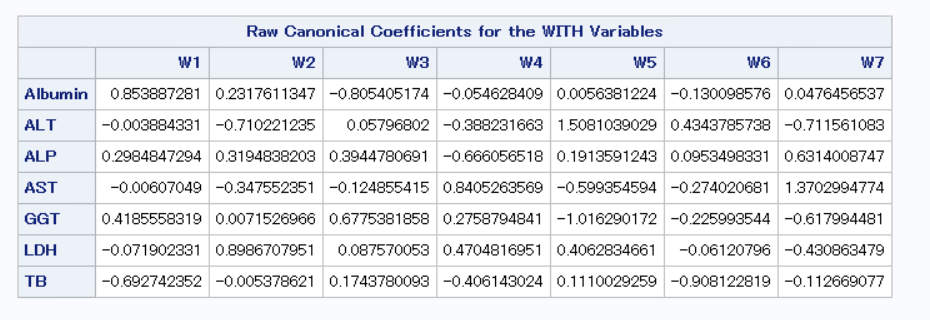 Raw Canonical Coefficients for the WITH Variables
W1 W2 W3 W4 W5 W6 W7
Albumin 0.853887281 0.2317611347 -0.805405174 -0.054628409 0.0056381224 -0.130098576 0.0476456537
ALT -0.003884331 -0.710221235 0.05796802 -0.388231663 1.5081039029 0.4343785738 -0.711561083
ALP 0.2984847294 0.3194838203 0.3944780691 -0.666056518 0.1913591243 0.0953498331 0.6314008747
AST -0.00607049 -0.347552351 -0.124855415 0.8405263569 -0.599354594 -0.274020681 1.3702994774
GGT 0.4185558319 0.0071526966 0.6775381858 0.2758794841 -1.016290172 -0.225993544 -0.617994481
LDH -0.071902331 0.8986707951 0.087570053 0.4704816951 0.4062834661 -0.06120796 -0.430863479
TB -0.692742352 -0.005378621 0.1743780093 -0.406143024 0.1110029259 -0.908122819 -0.112669077